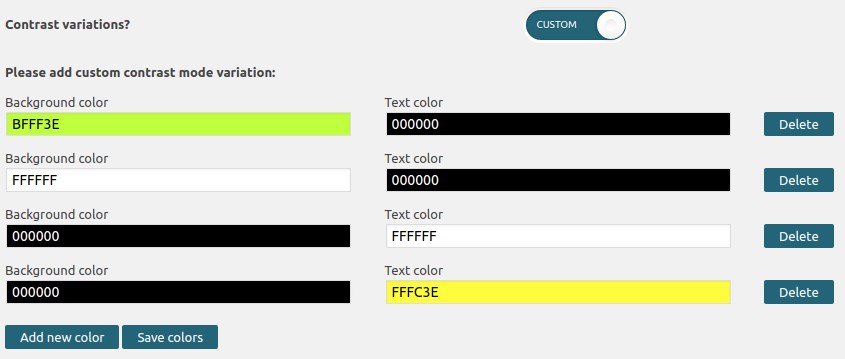 Contrast variations?
CUSTOM
Please add custom contrast mode variation:
Background color
Text color
BFFF3E
000000
Delete
Background color
Text color
FFFFFF
000000
Delete
Background color
Text color
000000
FFFFFF
Delete
Background color
Text color
000000
FFFC3E
Delete
Add new color
Save colors